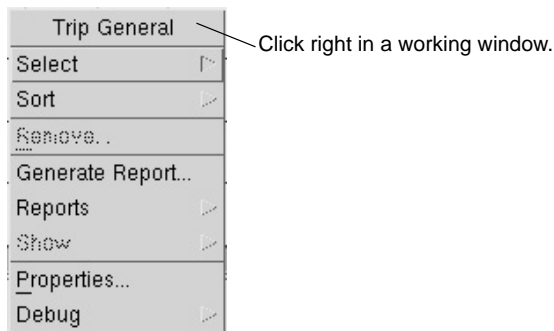 Trip General
Click right in a working window.
Select
Sort
Remove..
Generate Report...
Reports
Show
Properties...
Debug